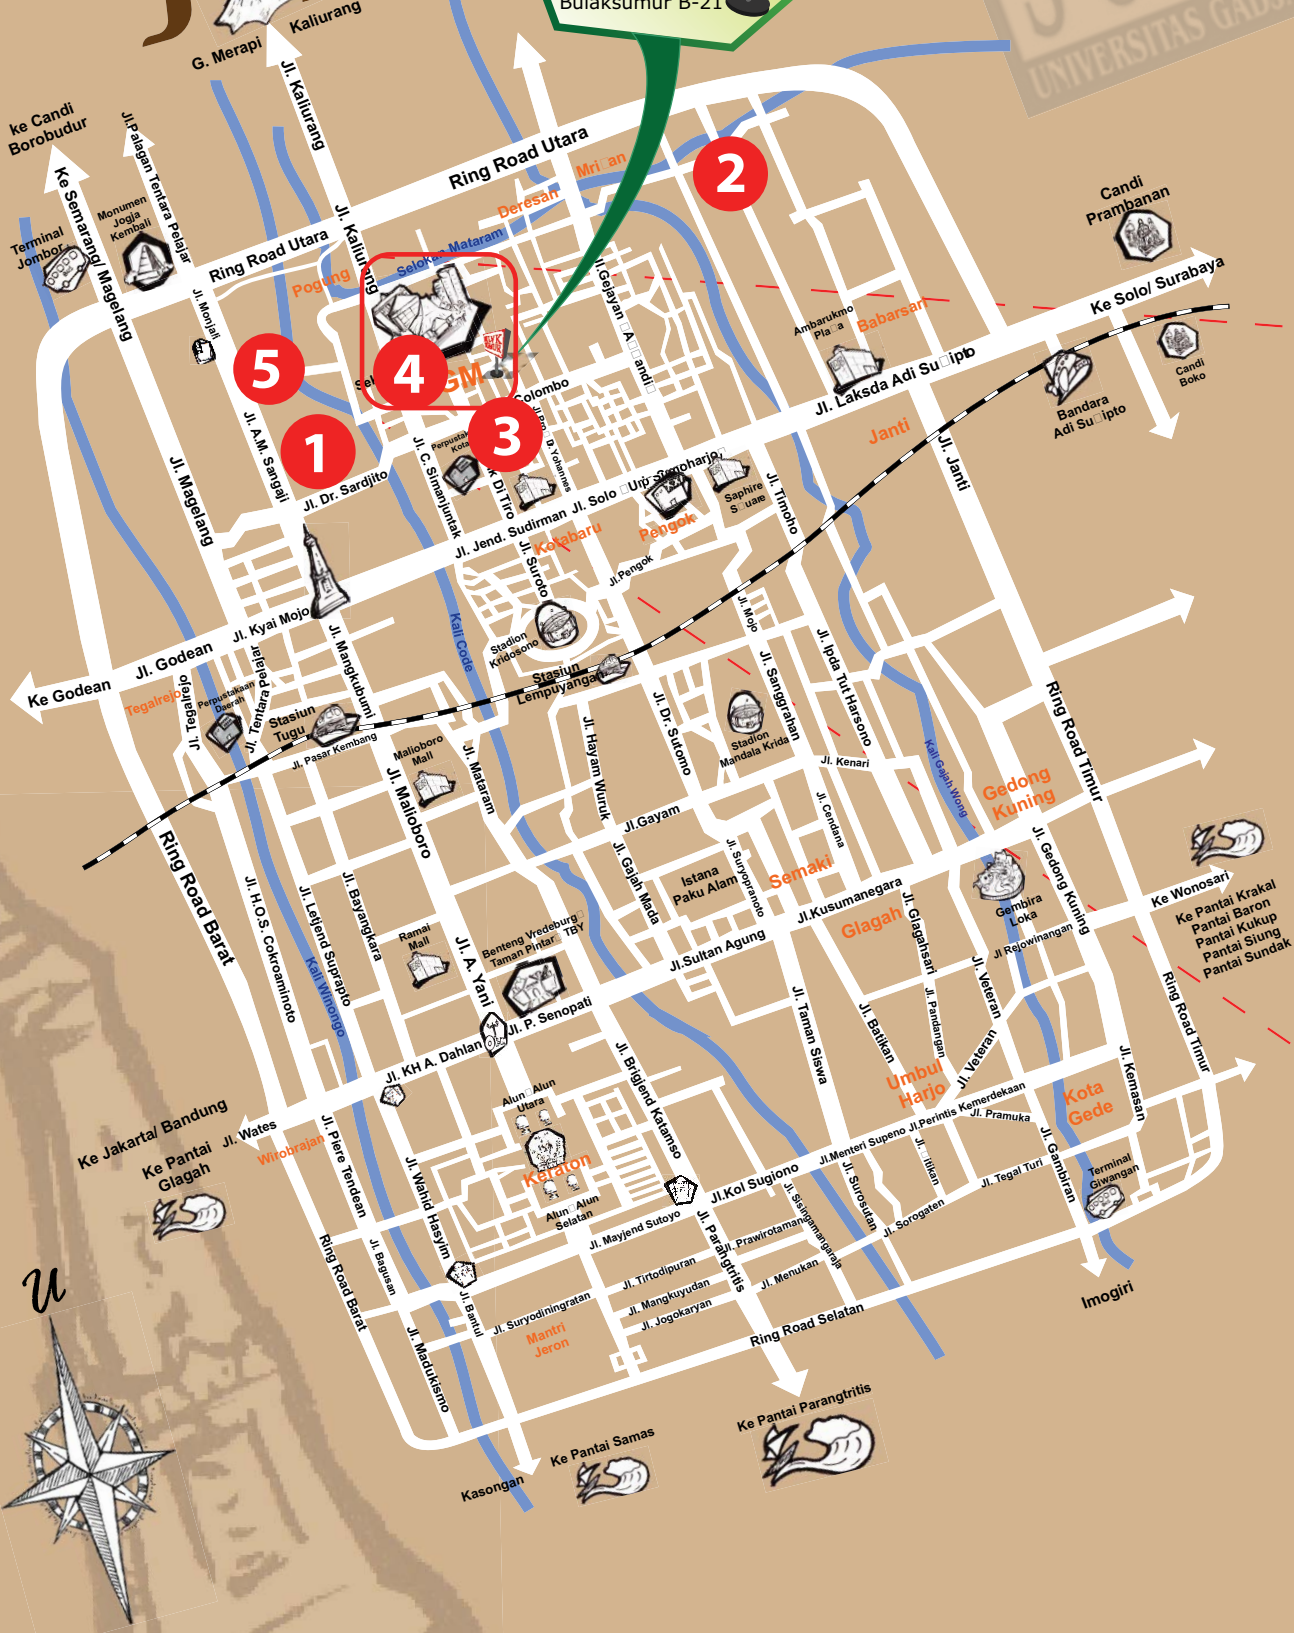 Bulaksumur B-21
UNIVERSITAS GADJ
Kaliurang
G. Merapi
Jl. Kaliurang
ke Candi
Borobudur
Jl.Palagan Tentara Pelajar
Ke Semarang/ Magelang
Monumen
Jogja
Kembali
Terminal
Jombor
Ring Road Utara
Ring Road Utara
Jl. Kaliurang
Deresan
Selokan Mataram
Pogung
Jl. Monjali
Candi
Prambanan
Ke Solo/ Surabaya
Ambarukmo
Babarsari
Candi
Boko
Bandara
Janti
Jl. Janti
2
5
4
GM
1
3
Colombo
Jl. A.M. Sangaji
Jl. Magelang
Jl. Dr. Sardjito
Jl. C. Simanjuntak
Jl. Jend. Sudirman
Jl. Solo
Kotabaru
Pengok
Jl.Pengok
Saphire
Jl. Timoho
Jl. Suroto
Stadion
Kridosono
Stasiun
Lempuyangan
Kali Code
Jl. Kyai Mojo
Jl. Godean
Ke Godean
Tegalrejo
Jl. Tegalrejo
Perpustakaan
Daerah
Jl. Tentara Pelajar
Stasiun
Tugu
Jl. Mangkubumi
Jl. Pasar Kembang
Malioboro
Mall
Jl. Malioboro
Jl. Mataram
Jl. Hayam Wuruk
Jl. Dr. Sutomo
Jl. Mojo
Jl. Sanggrahan
Jl. Ipda Tut Harsono
Stadion
Mandala Krida
Jl. Kenari
Jl. Cendana
Kali Gajah Wong
Gedong
Kuning
Ring Road Timur
Jl.Gayam
Jl. Gajah Mada
Istana
Paku Alam
Jl. Suryopranoto
Semaki
Jl.Kusumanegara
Glagah
Jl. Glagahsari
Gembira
Loka
Jl. Gedong Kuning
Jl Rejowinangan
Ke Wonosari
Ke Pantai Krakal
Pantai Baron
Pantai Kukup
Pantai Siung
Pantai Sundak
Ring Road Barat
Jl. H.O.S. Cokroaminoto
Jl. Letjend Suprapto
Jl. Bayangkara
Kali Winongo
Ramai
Mall
Jl. A. Yani
Benteng Vredeburg
Taman Pintar
TBY
Jl.Sultan Agung
Jl. P. Senopati
Jl. KH A. Dahlan
Jl. Wates
Jl. Taman Siswa
Jl. Batikan
Jl. Pandangan
Jl. Veteran
Jl. Veteran
Ring Road Timur
Jl. Kemasan
Umbul
Harjo
Kota
Gede
Jl. Brigjend Katamso
Utara
Keraton
Selatan
Wirobrajan
Ke Jakarta/ Bandung
Ke Pantai
Glagah
Jl. Piere Tendean
Jl. Wahid Hasyim
Jl.Kol Sugiono
Jl.Menteri Supeno
Jl.Perintis Kemerdekaan
Jl. Pramuka
Jl. Gambiran
Terminal
Giwangan
Jl. Tegal Turi
Jl. Sorogaten
Jl. Surosutan
Jl. Sisingamangaraja
Jl. Mayjend Sutoyo
Jl. Parangtritis
Jl. Prawirotaman
Jl. Tirtodipuran
Jl. Menukan
Jl. Mangkuyudan
Jl. Jogokaryan
Jl. Suryodiningratan
Mantri
Jeron
Jl. Bagusan
Jl. Bantul
Ring Road Barat
Jl. Madukismo
Ring Road Selatan
Imogiri
Ke Pantai Parangtritis
Ke Pantai Samas
Kasongan
U